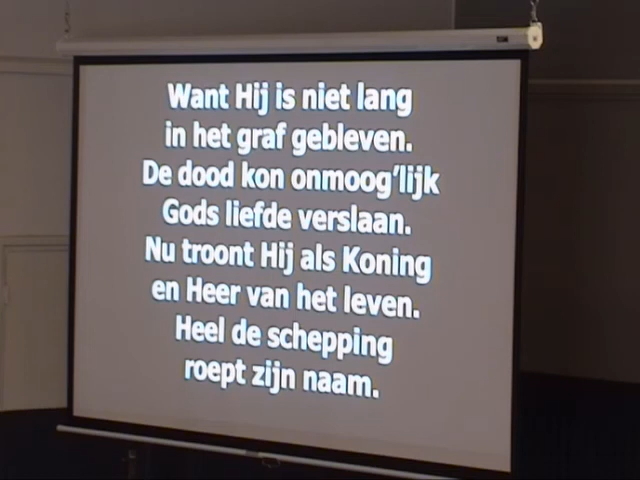 Want Hij is niet lang
in het graf gebleven.
De dood kon onmoog'lijk
Gods liefde verslaan.
Nu troont Hij als Koning
en Heer van het leven.
Heel de schepping
roept zijn naam.